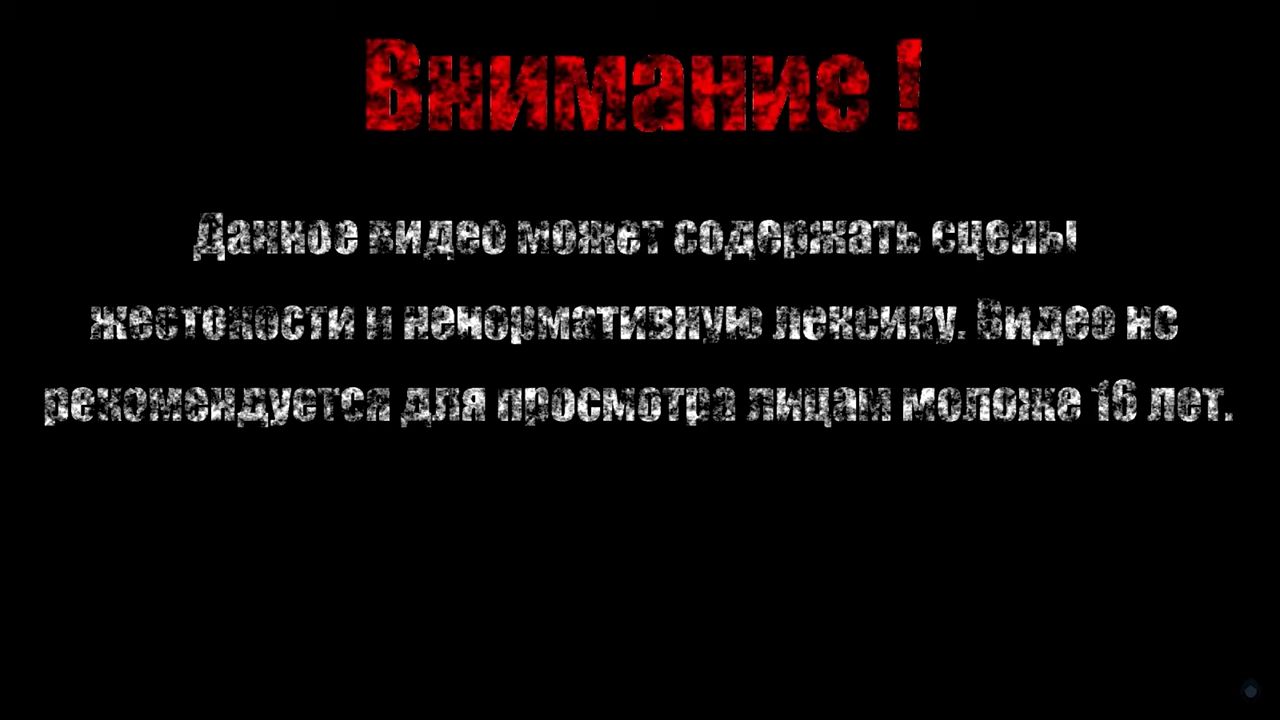 Внимание !
Данное видео может содержать сцены
жестокости и ненормативную лексику. Видео не
рекомендуется для просмотра лицам моложе 16 лет.